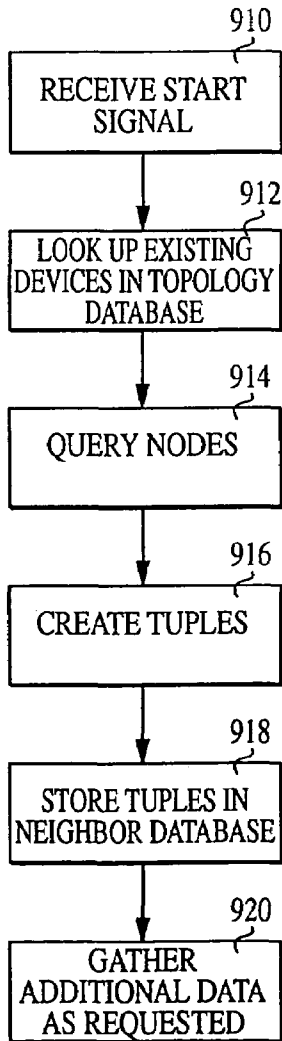 910
RECEIVE START
SIGNAL
912
LOOK UP EXISTING
DEVICES IN TOPOLOGY
DATABASE
914
QUERY NODES
916
CREATE TUPLES
918
STORE TUPLES IN
NEIGHBOR DATABASE
920
GATHER
ADDITIONAL DATA
AS REQUESTED